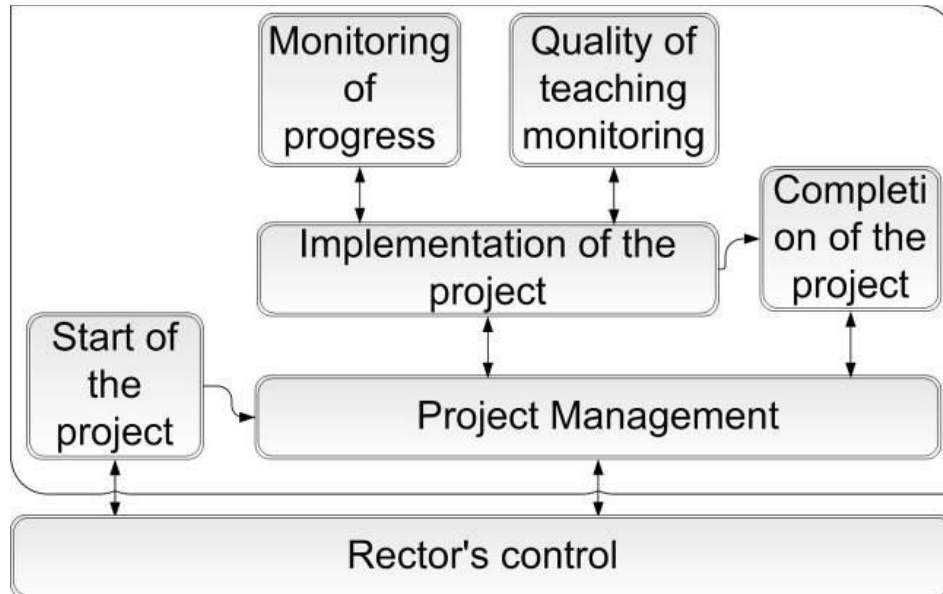 Monitoring
of
progress
Quality of
teaching
monitoring
Completi
on of the
project
Implementation of the
project
Start of
the
project
Project Management
Rector's control